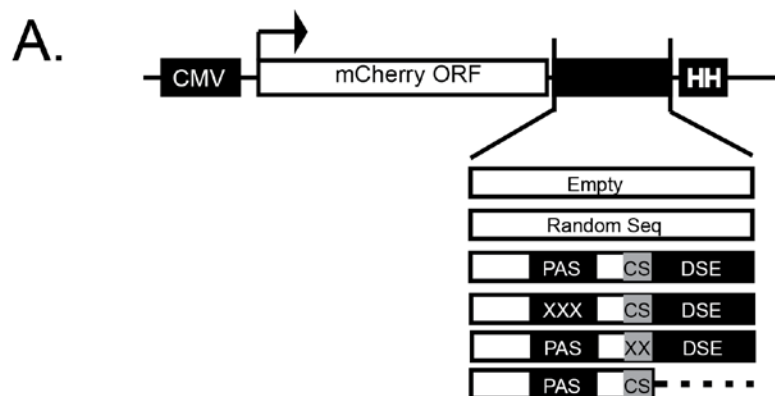 A.
CMV mCherry ORF HH
Empty
Random Seq
PAS CS DSE
XXX CS DSE
PAS XX DSE
PAS CS